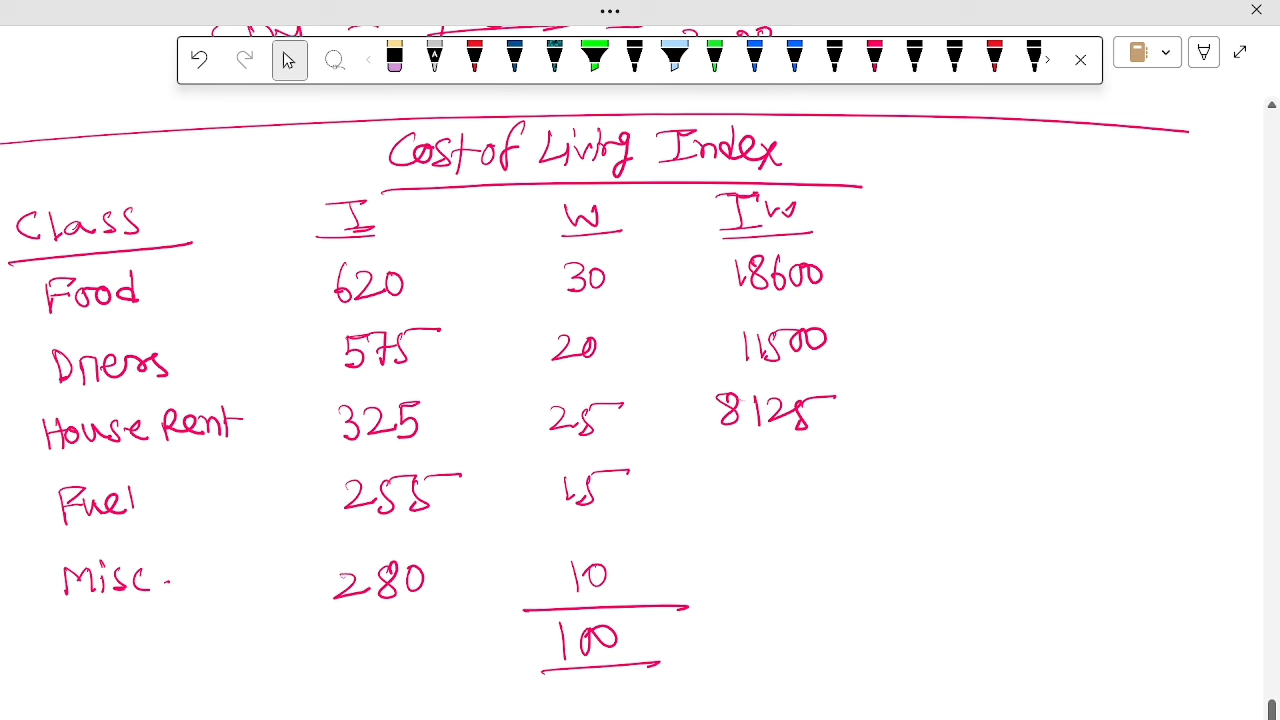 Cost of Living Index
Class I W IW
Food 620 30 18600
Dress 575 20 11500
House Rent 325 25 8125
Fuel 255 15
Misc. 280 10
100